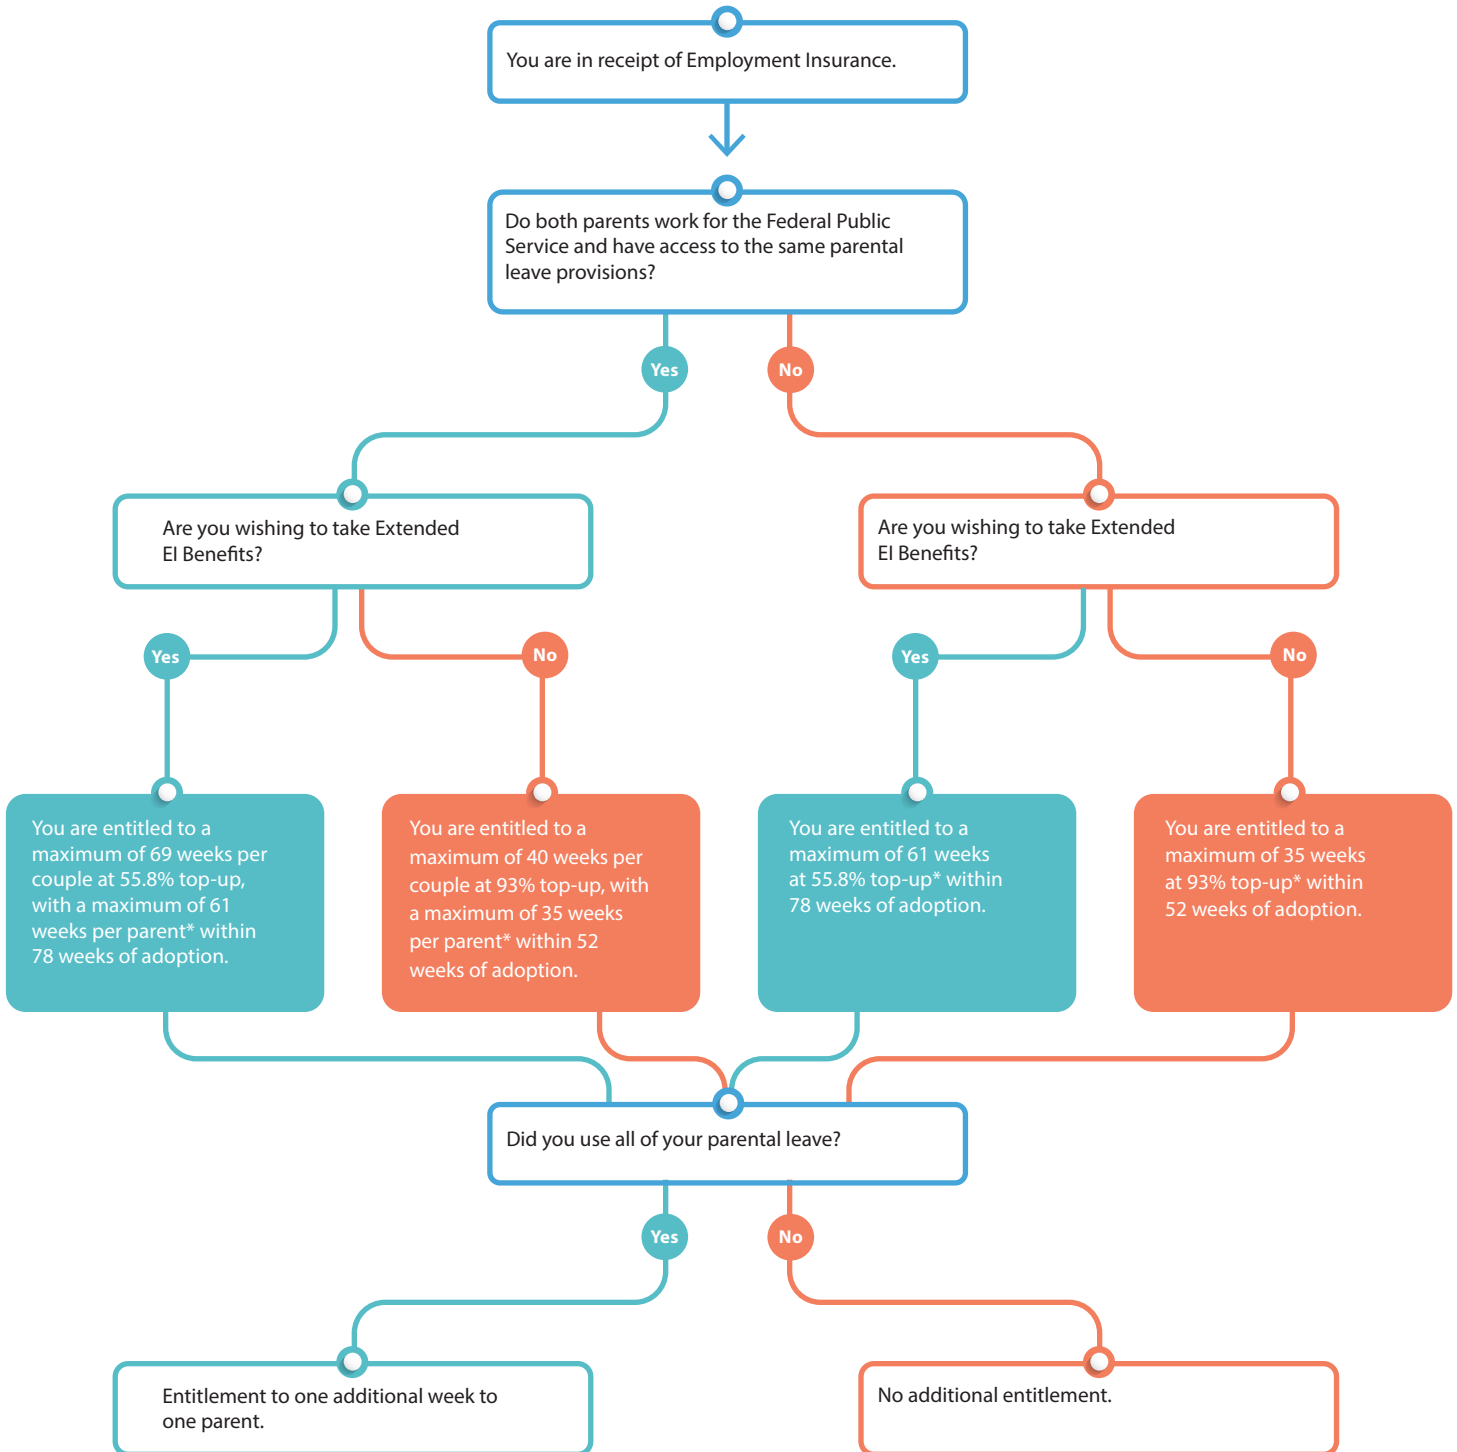 You are in receipt of Employment Insurance.
Do both parents work for the Federal Public
Service and have access to the same parental
leave provisions?
Yes
No
Are you wishing to take Extended
EI Benefits?
Are you wishing to take Extended
EI Benefits?
Yes
No
Yes
No
You are entitled to a
maximum of 69 weeks per
couple at 55.8% top-up,
with a maximum of 61
weeks per parent* within
78 weeks of adoption.
You are entitled to a
maximum of 40 weeks per
couple at 93% top-up, with
a maximum of 35 weeks
per parent* within 52
weeks of adoption.
You are entitled to a
maximum of 61 weeks
at 55.8% top-up* within
78 weeks of adoption.
You are entitled to a
maximum of 35 weeks
at 93% top-up* within
52 weeks of adoption.
Did you use all of your parental leave?
Yes
No
Entitlement to one additional week to
one parent.
No additional entitlement.